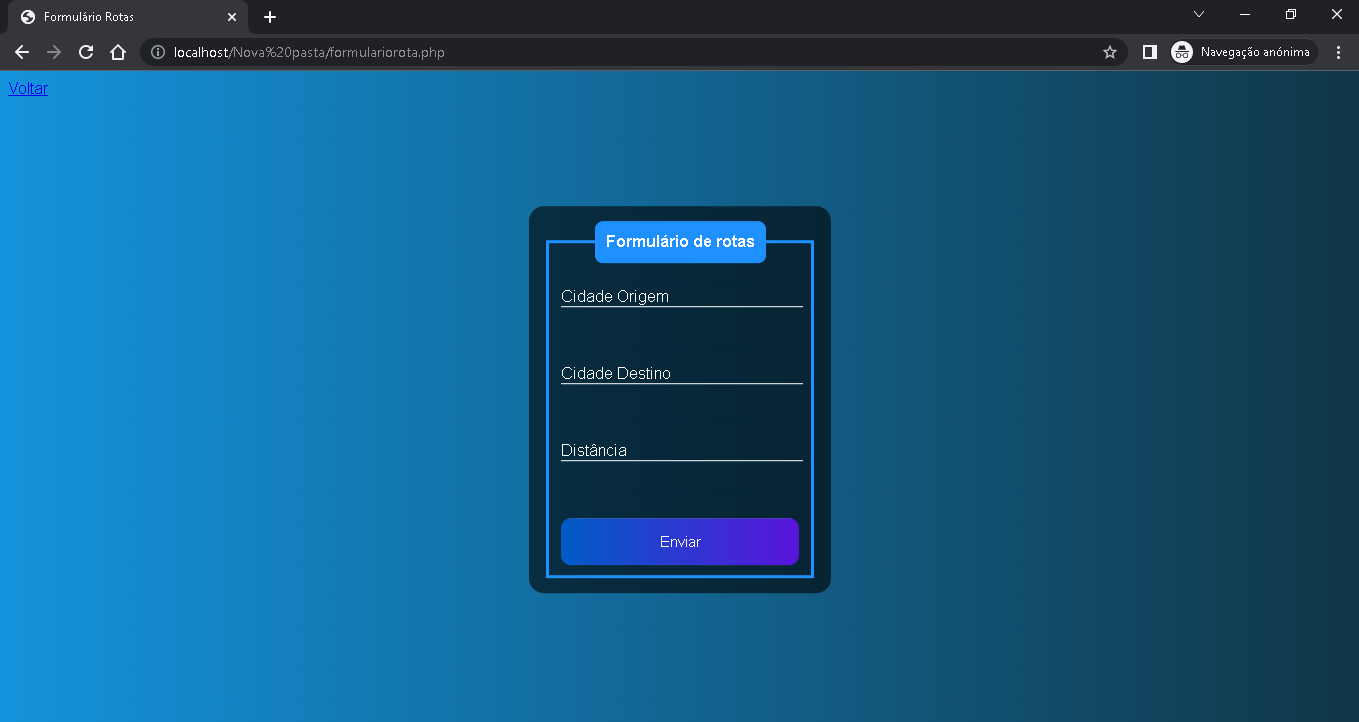 Formulário Rotas
localhost/Nova%20pasta/formulariorota.php
Navegação anónima
Voltar
Formulário de rotas
Cidade Origem
Cidade Destino
Distância
Enviar